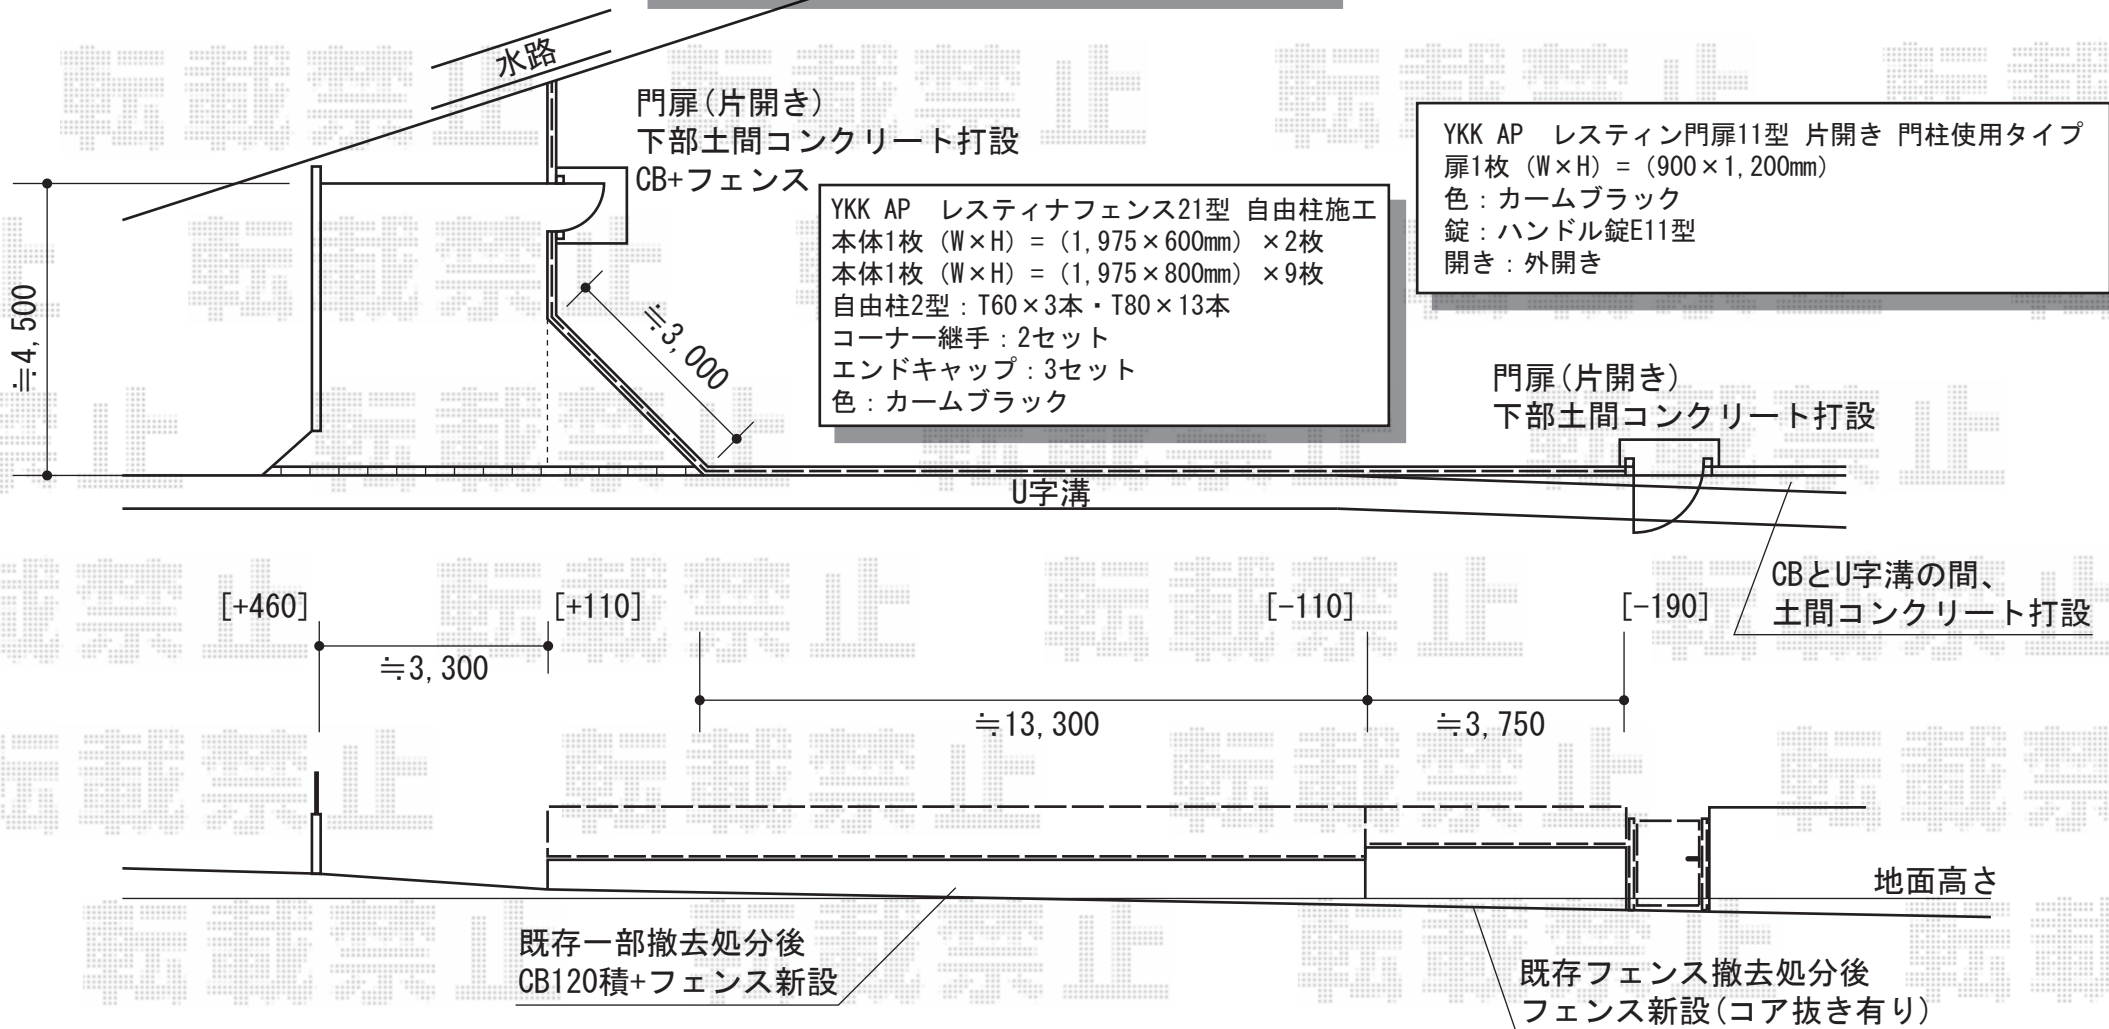 水路
門扉(片開き)
下部土間コンクリート打設
CB+フェンス
YKK AP　レスティン門扉11型 片開き 門柱使用タイプ
扉1枚 (W×H) = (900×1,200mm)
色：カームブラック
錠：ハンドル錠E11型
開き：外開き
YKK AP　レスティナフェンス21型 自由柱施工
本体1枚 (W×H) = (1,975×600mm) ×2枚
本体1枚 (W×H) = (1,975×800mm) ×9枚
自由柱2型：T60×3本・T80×13本
コーナー継手：2セット
エンドキャップ：3セット
色：カームブラック
≒4,500
≒3,000
門扉(片開き)
下部土間コンクリート打設
U字溝
CBとU字溝の間、
土間コンクリート打設
[+460]
[+110]
[-110]
[-190]
≒3,300
≒13,300
≒3,750
地面高さ
既存一部撤去処分後
CB120積+フェンス新設
既存フェンス撤去処分後
フェンス新設(コア抜き有り)
転載禁止